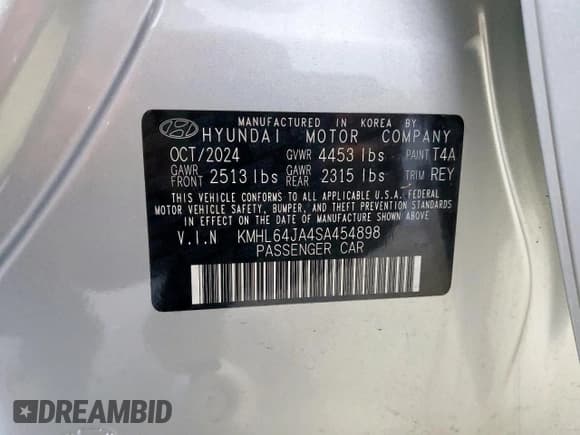 MANUFACTURED IN KOREA BY
HYUNDAI MOTOR COMPANY
OCT/2024 GVWR 4453 lbs PAINT T4A
GAWR FRONT 2513 lbs GAWR REAR 2315 lbs TRIM REY
THIS VEHICLE CONFORMS TO ALL APPLICABLE U.S.A. FEDERAL
MOTOR VEHICLE SAFETY, BUMPER, AND THEFT PREVENTION STANDARDS
IN EFFECT ON THE DATE OF MANUFACTURE SHOWN ABOVE.
V.I.N KMHL64JA4SA454898
PASSENGER CAR
DREAMBID